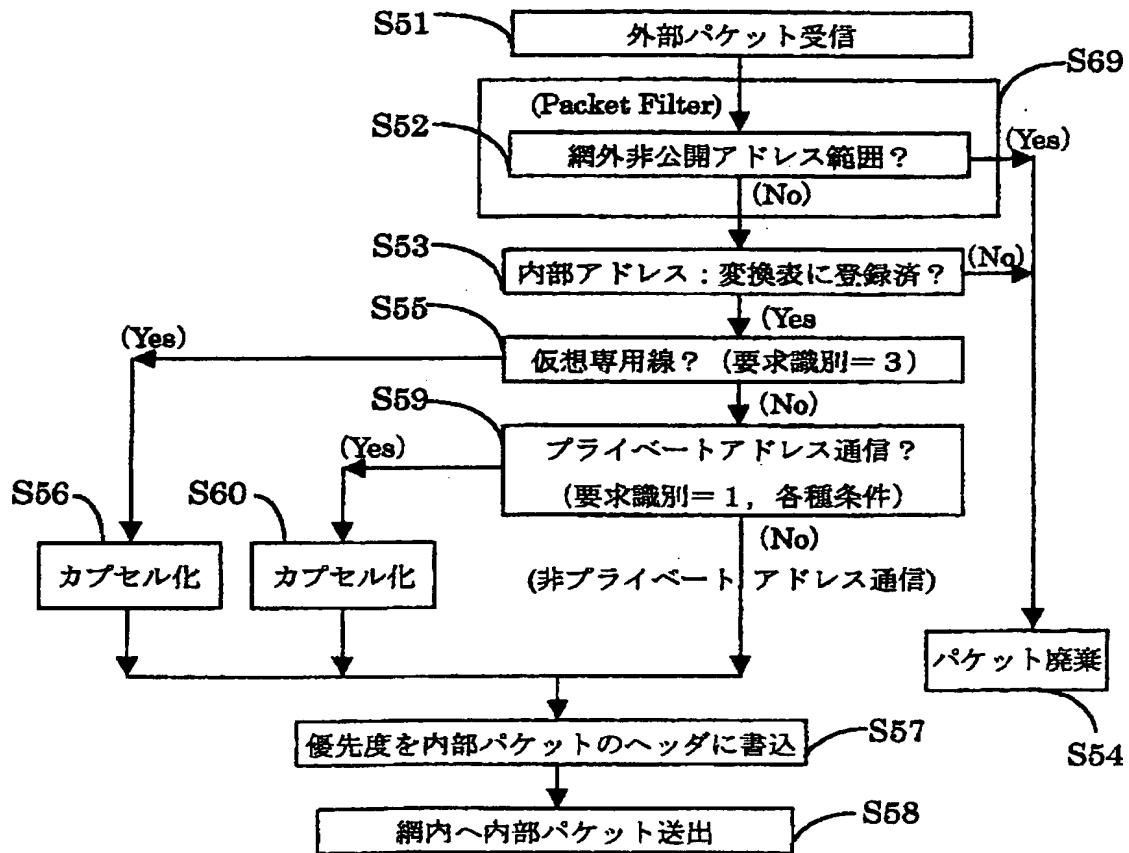 S51
外部パケット受信
S69
(Packet Filter)
S52
網外非公開アドレス範囲？
(Yes)
(No)
S53
内部アドレス：変換表に登録済？
(No)
(Yes
S55
(Yes)
仮想専用線？（要求識別＝３）
(No)
S59
(Yes)
プライベートアドレス通信？
(要求識別＝１，各種条件)
S56
S60
(No)
カプセル化
カプセル化
(非プライベート アドレス通信)
パケット廃棄
S54
優先度を内部パケットのヘッダに書込
S57
網内へ内部パケット送出
S58